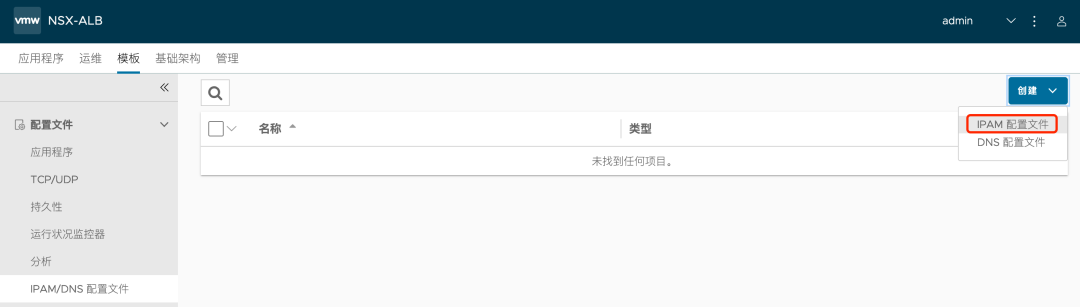 vmw NSX-ALB admin
应用程序 运维 模板 基础架构 管理
创建
配置文件
名称 类型
IPAM 配置文件
DNS 配置文件
未找到任何项目。
应用程序
TCP/UDP
持久性
运行状况监控器
分析
IPAM/DNS 配置文件